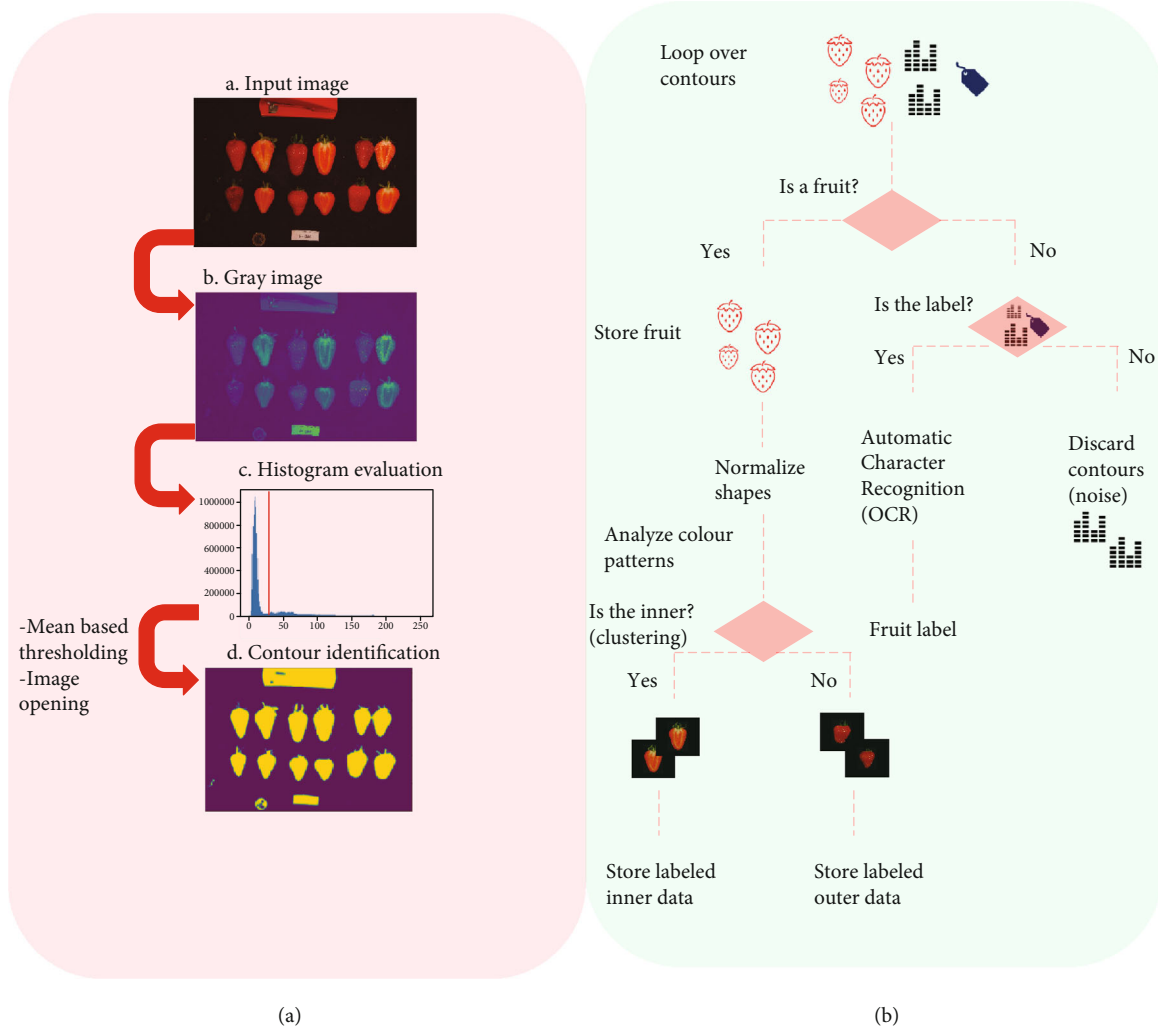 a. Input image
b. Gray image
c. Histogram evaluation
1000000
800000
600000
400000
200000
0
0 50 100 150 200 250
-Mean based
thresholding
-Image
opening
d. Contour identification
(a)
Loop over
contours
Is a fruit?
Yes
No
Store fruit
Is the label?
Yes
No
Normalize
shapes
Automatic
Character
Recognition
(OCR)
Discard
contours
(noise)
Analyze colour
patterns
Is the inner?
(clustering)
Fruit label
Yes
No
Store labeled
inner data
Store labeled
outer data
(b)